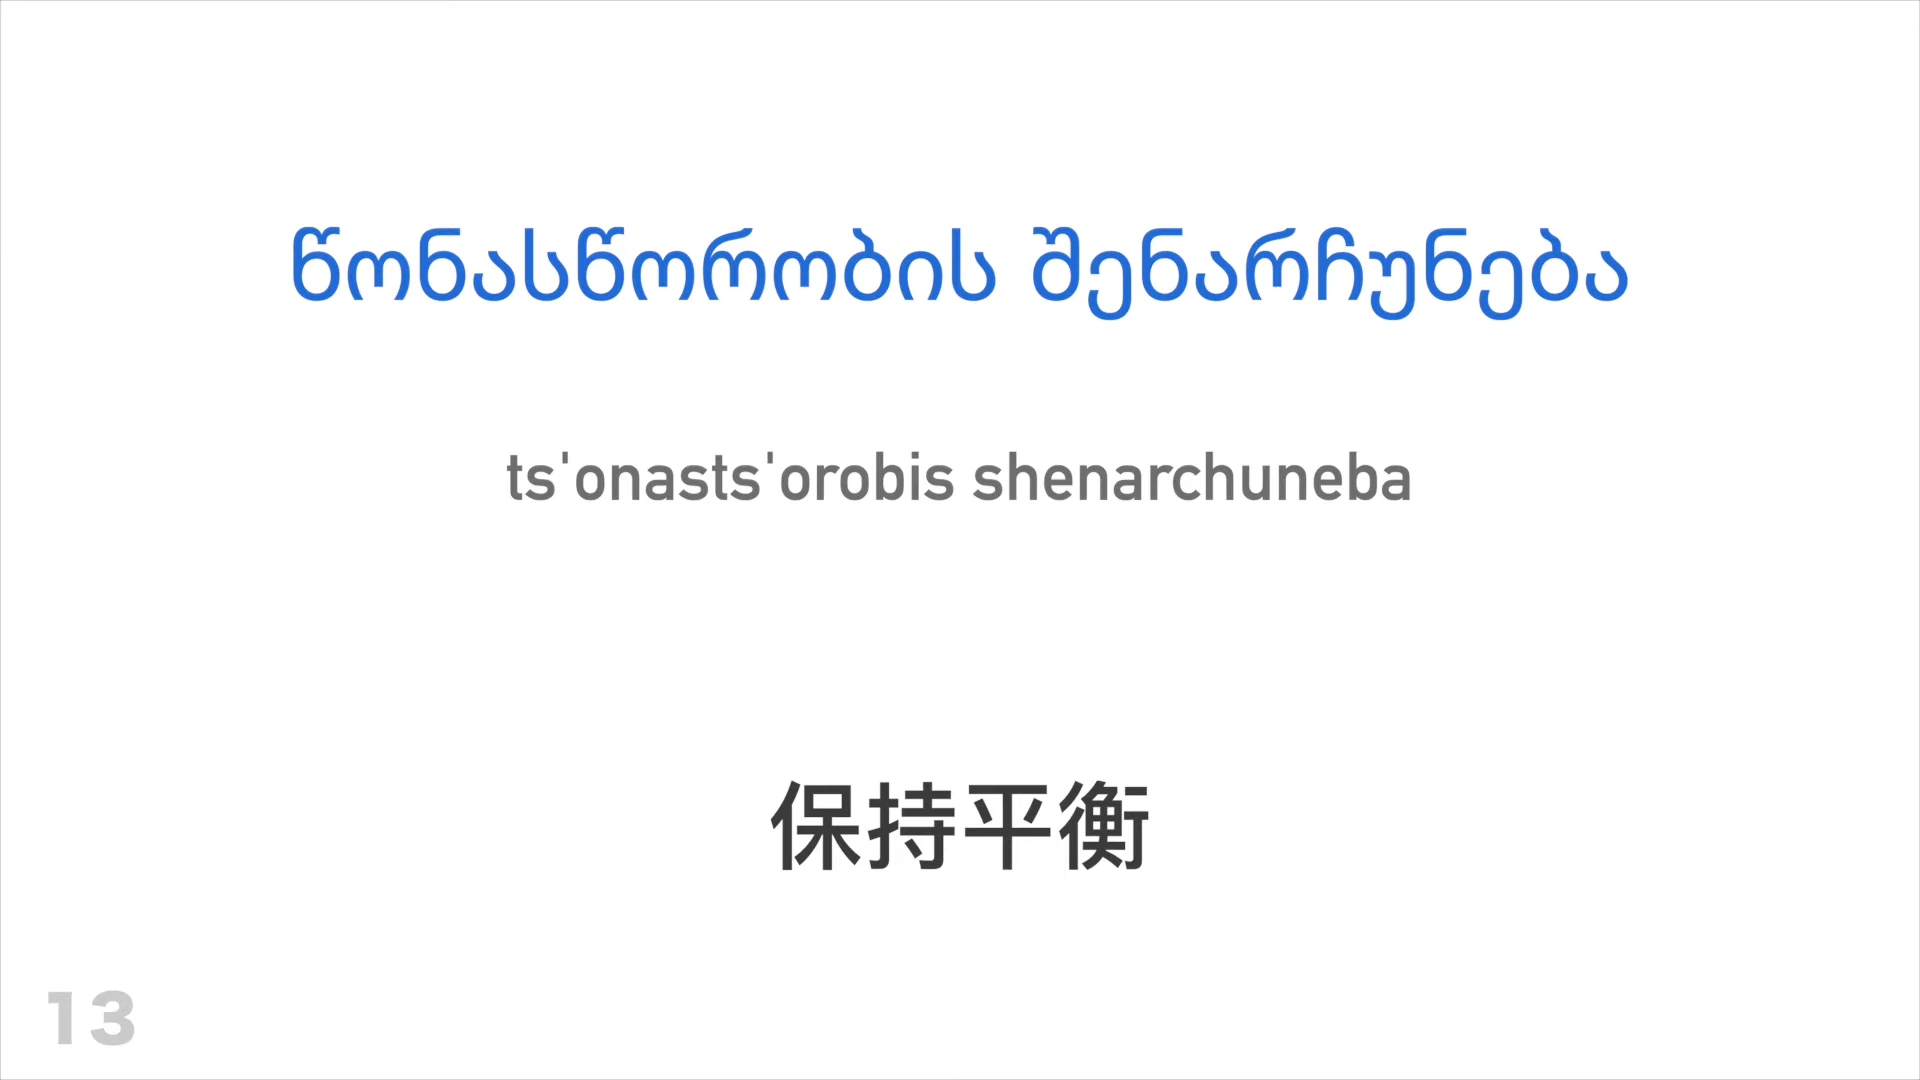 წონასწორობის შენარჩუნება
ts'onasts'orobis shenarchuneba
保持平衡
13